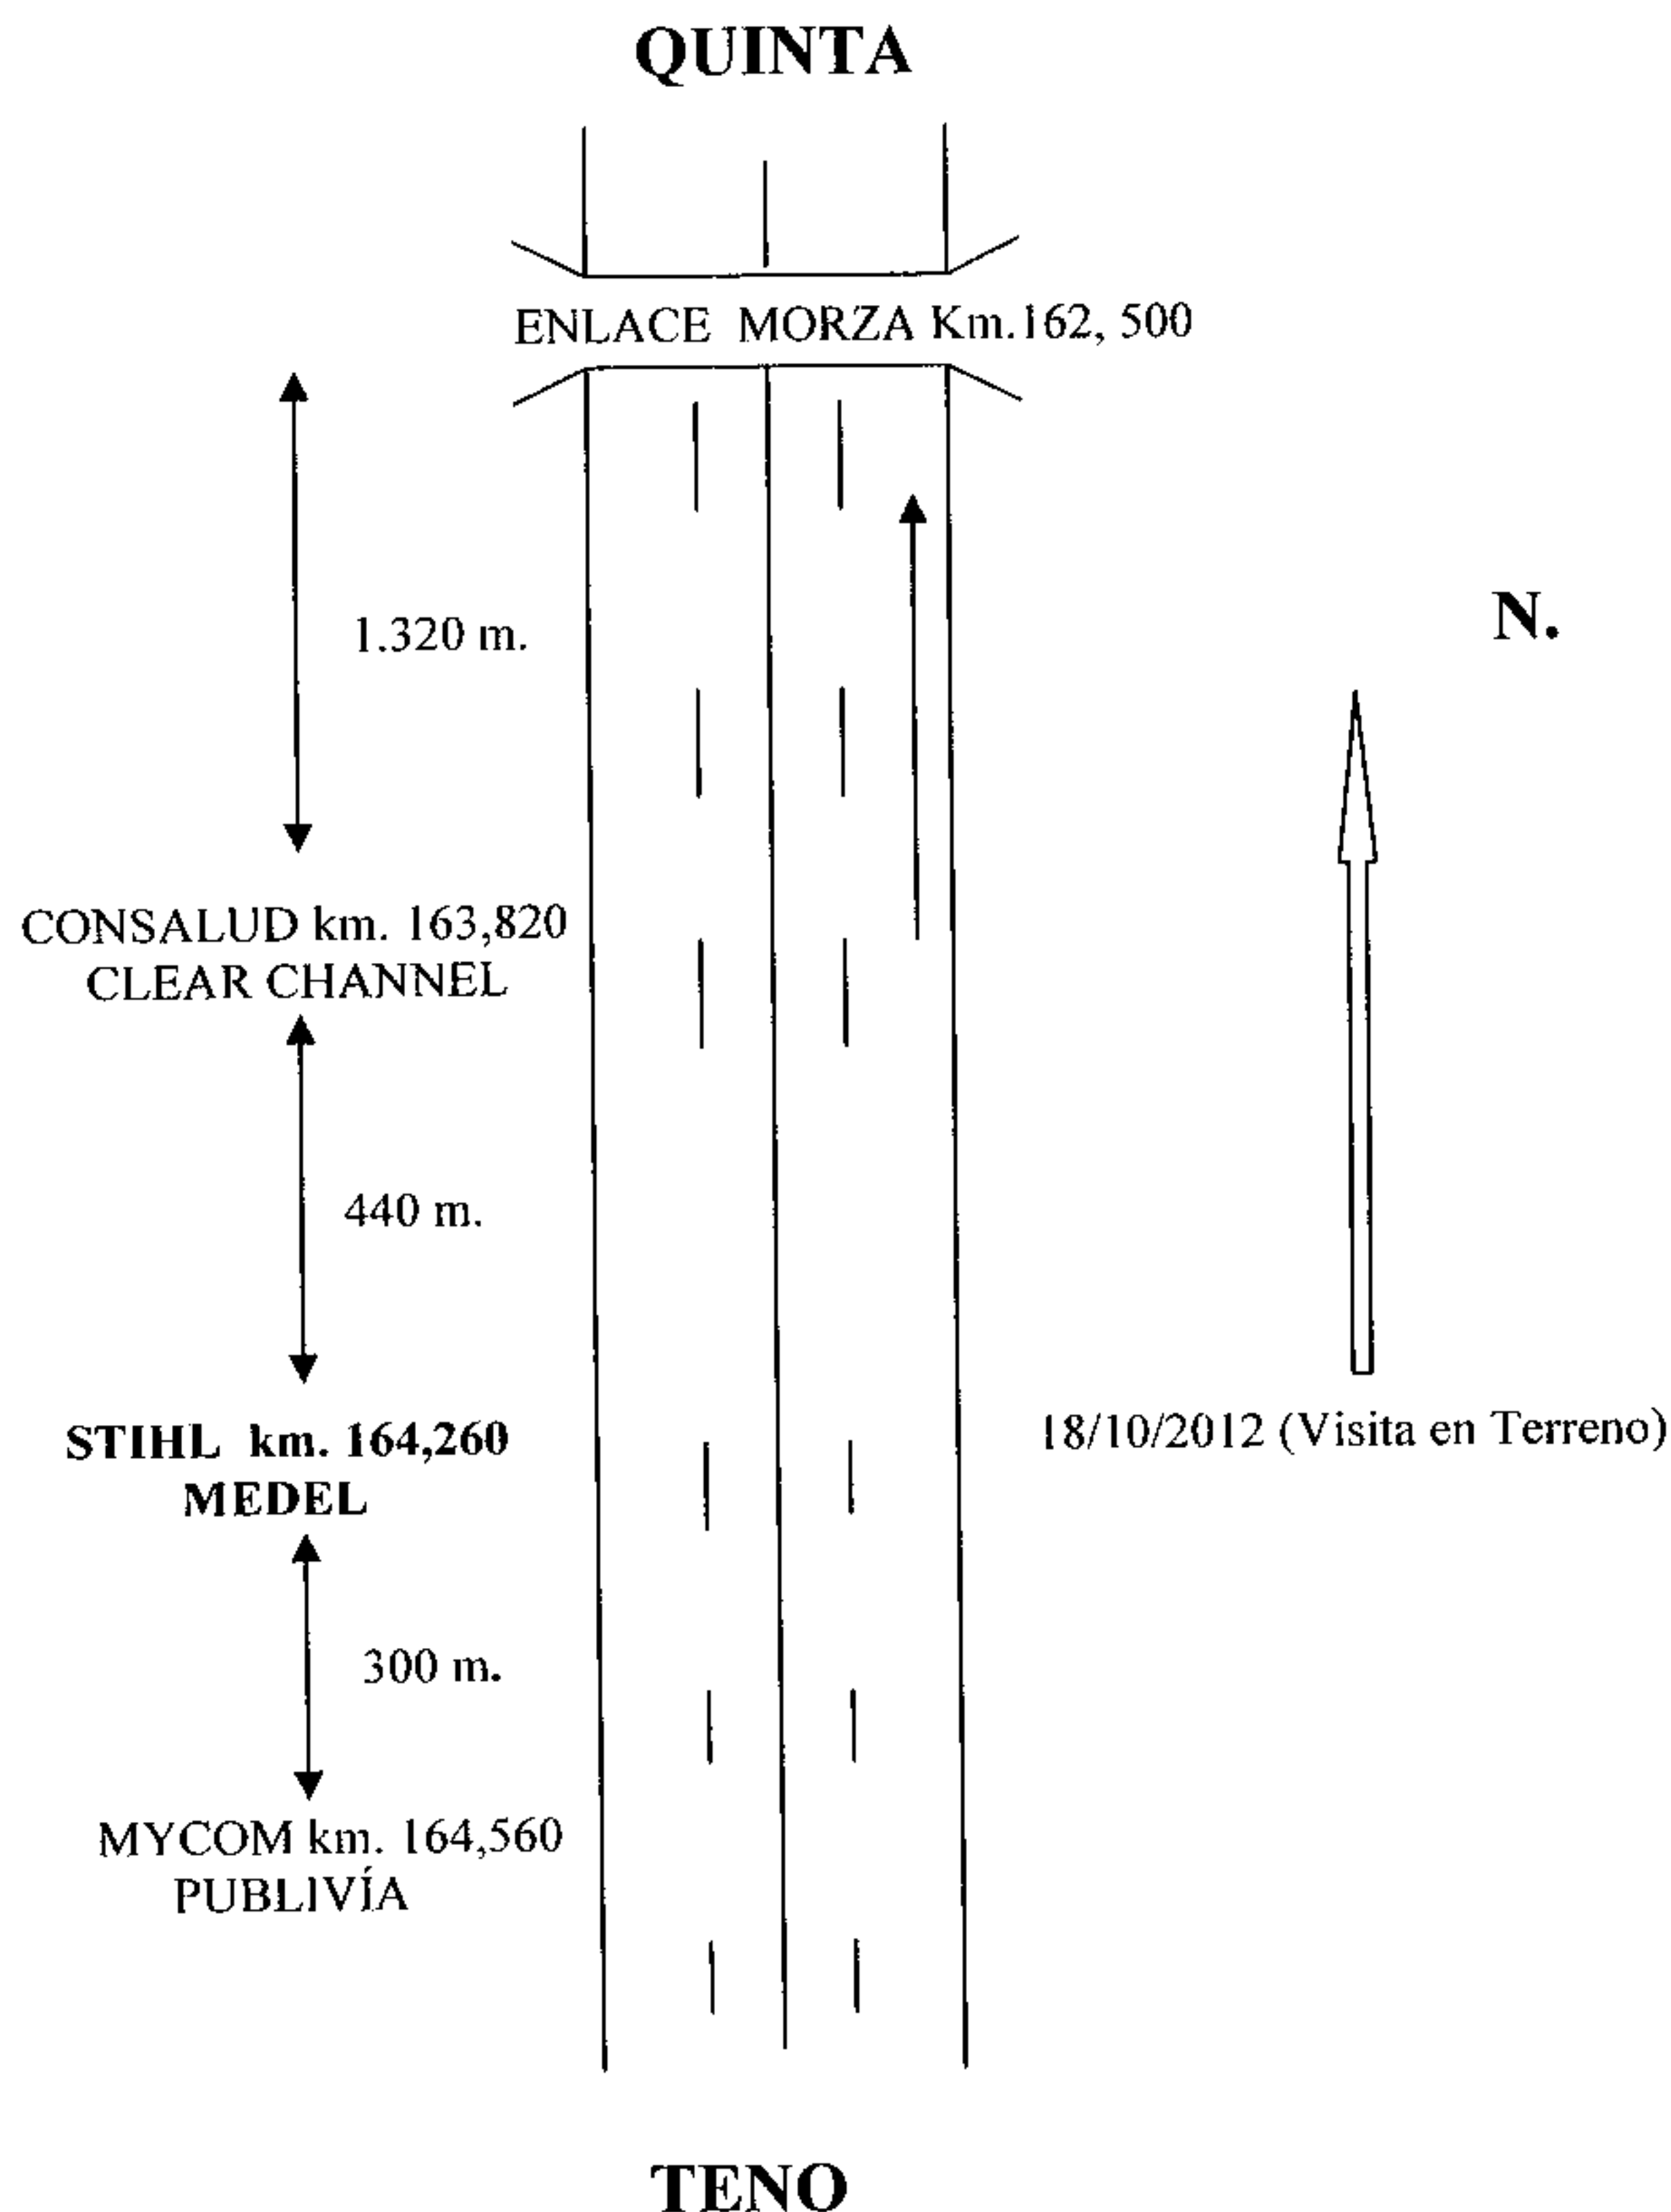 QUINTA
ENLACE MORZA Km.162, 500
1.320 m.
N.
CONSALUD km. 163,820
CLEAR CHANNEL
440 m.
STIHL km. 164,260
MEDEL
18/10/2012 (Visita en Terreno)
300 m.
MYCOM km. 164,560
PUBLIVÍA
TENO